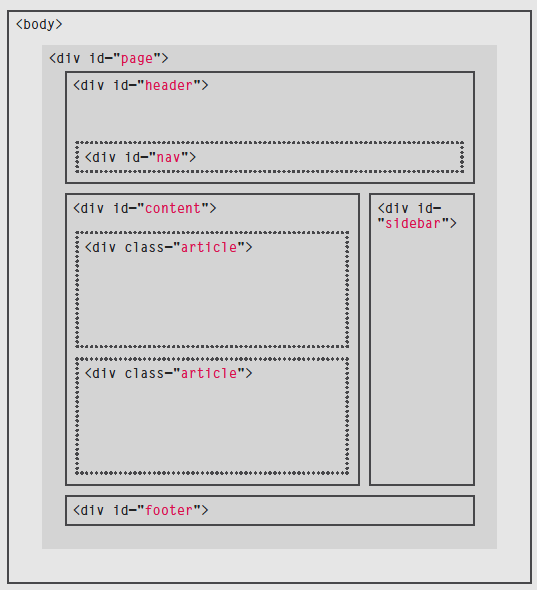 <body>
<div id="page">
<div id="header">
<div id="nav">
<div id="content">
<div id=
"sidebar">
<div class="article">
<div class="article">
<div id="footer">